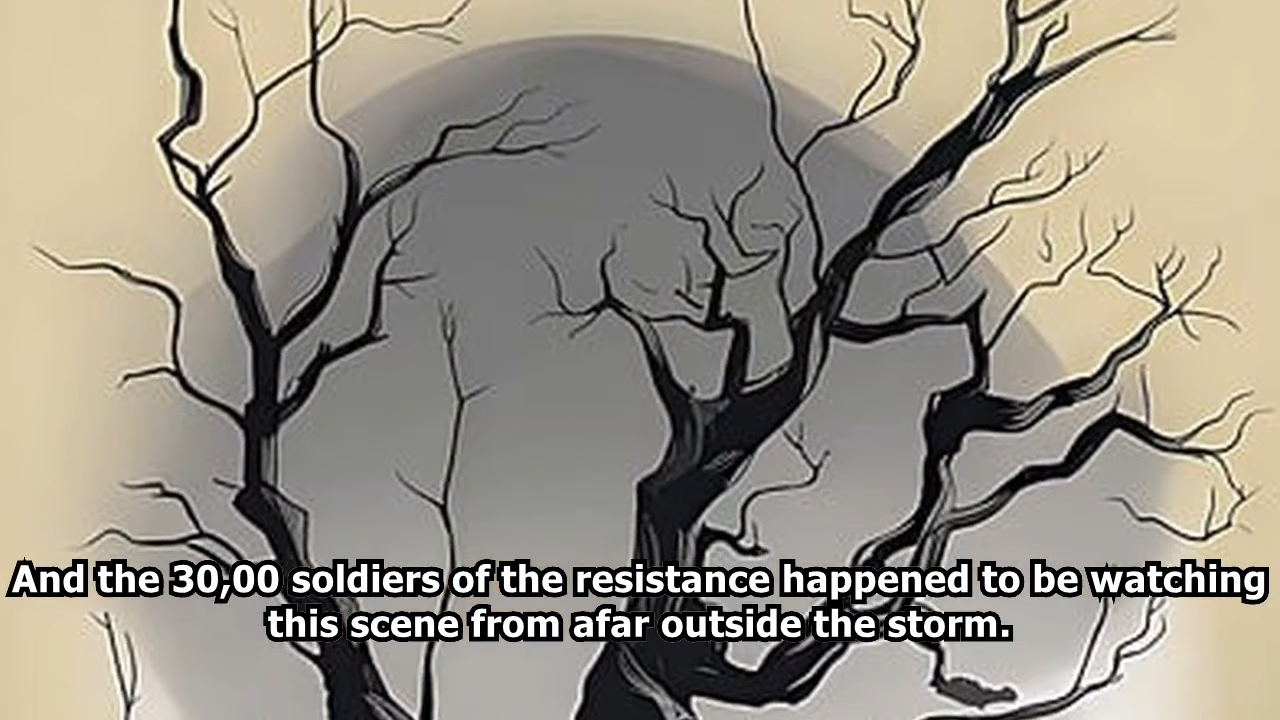 And the 30,00 soldiers of the resistance happened to be watching
this scene from afar outside the storm.